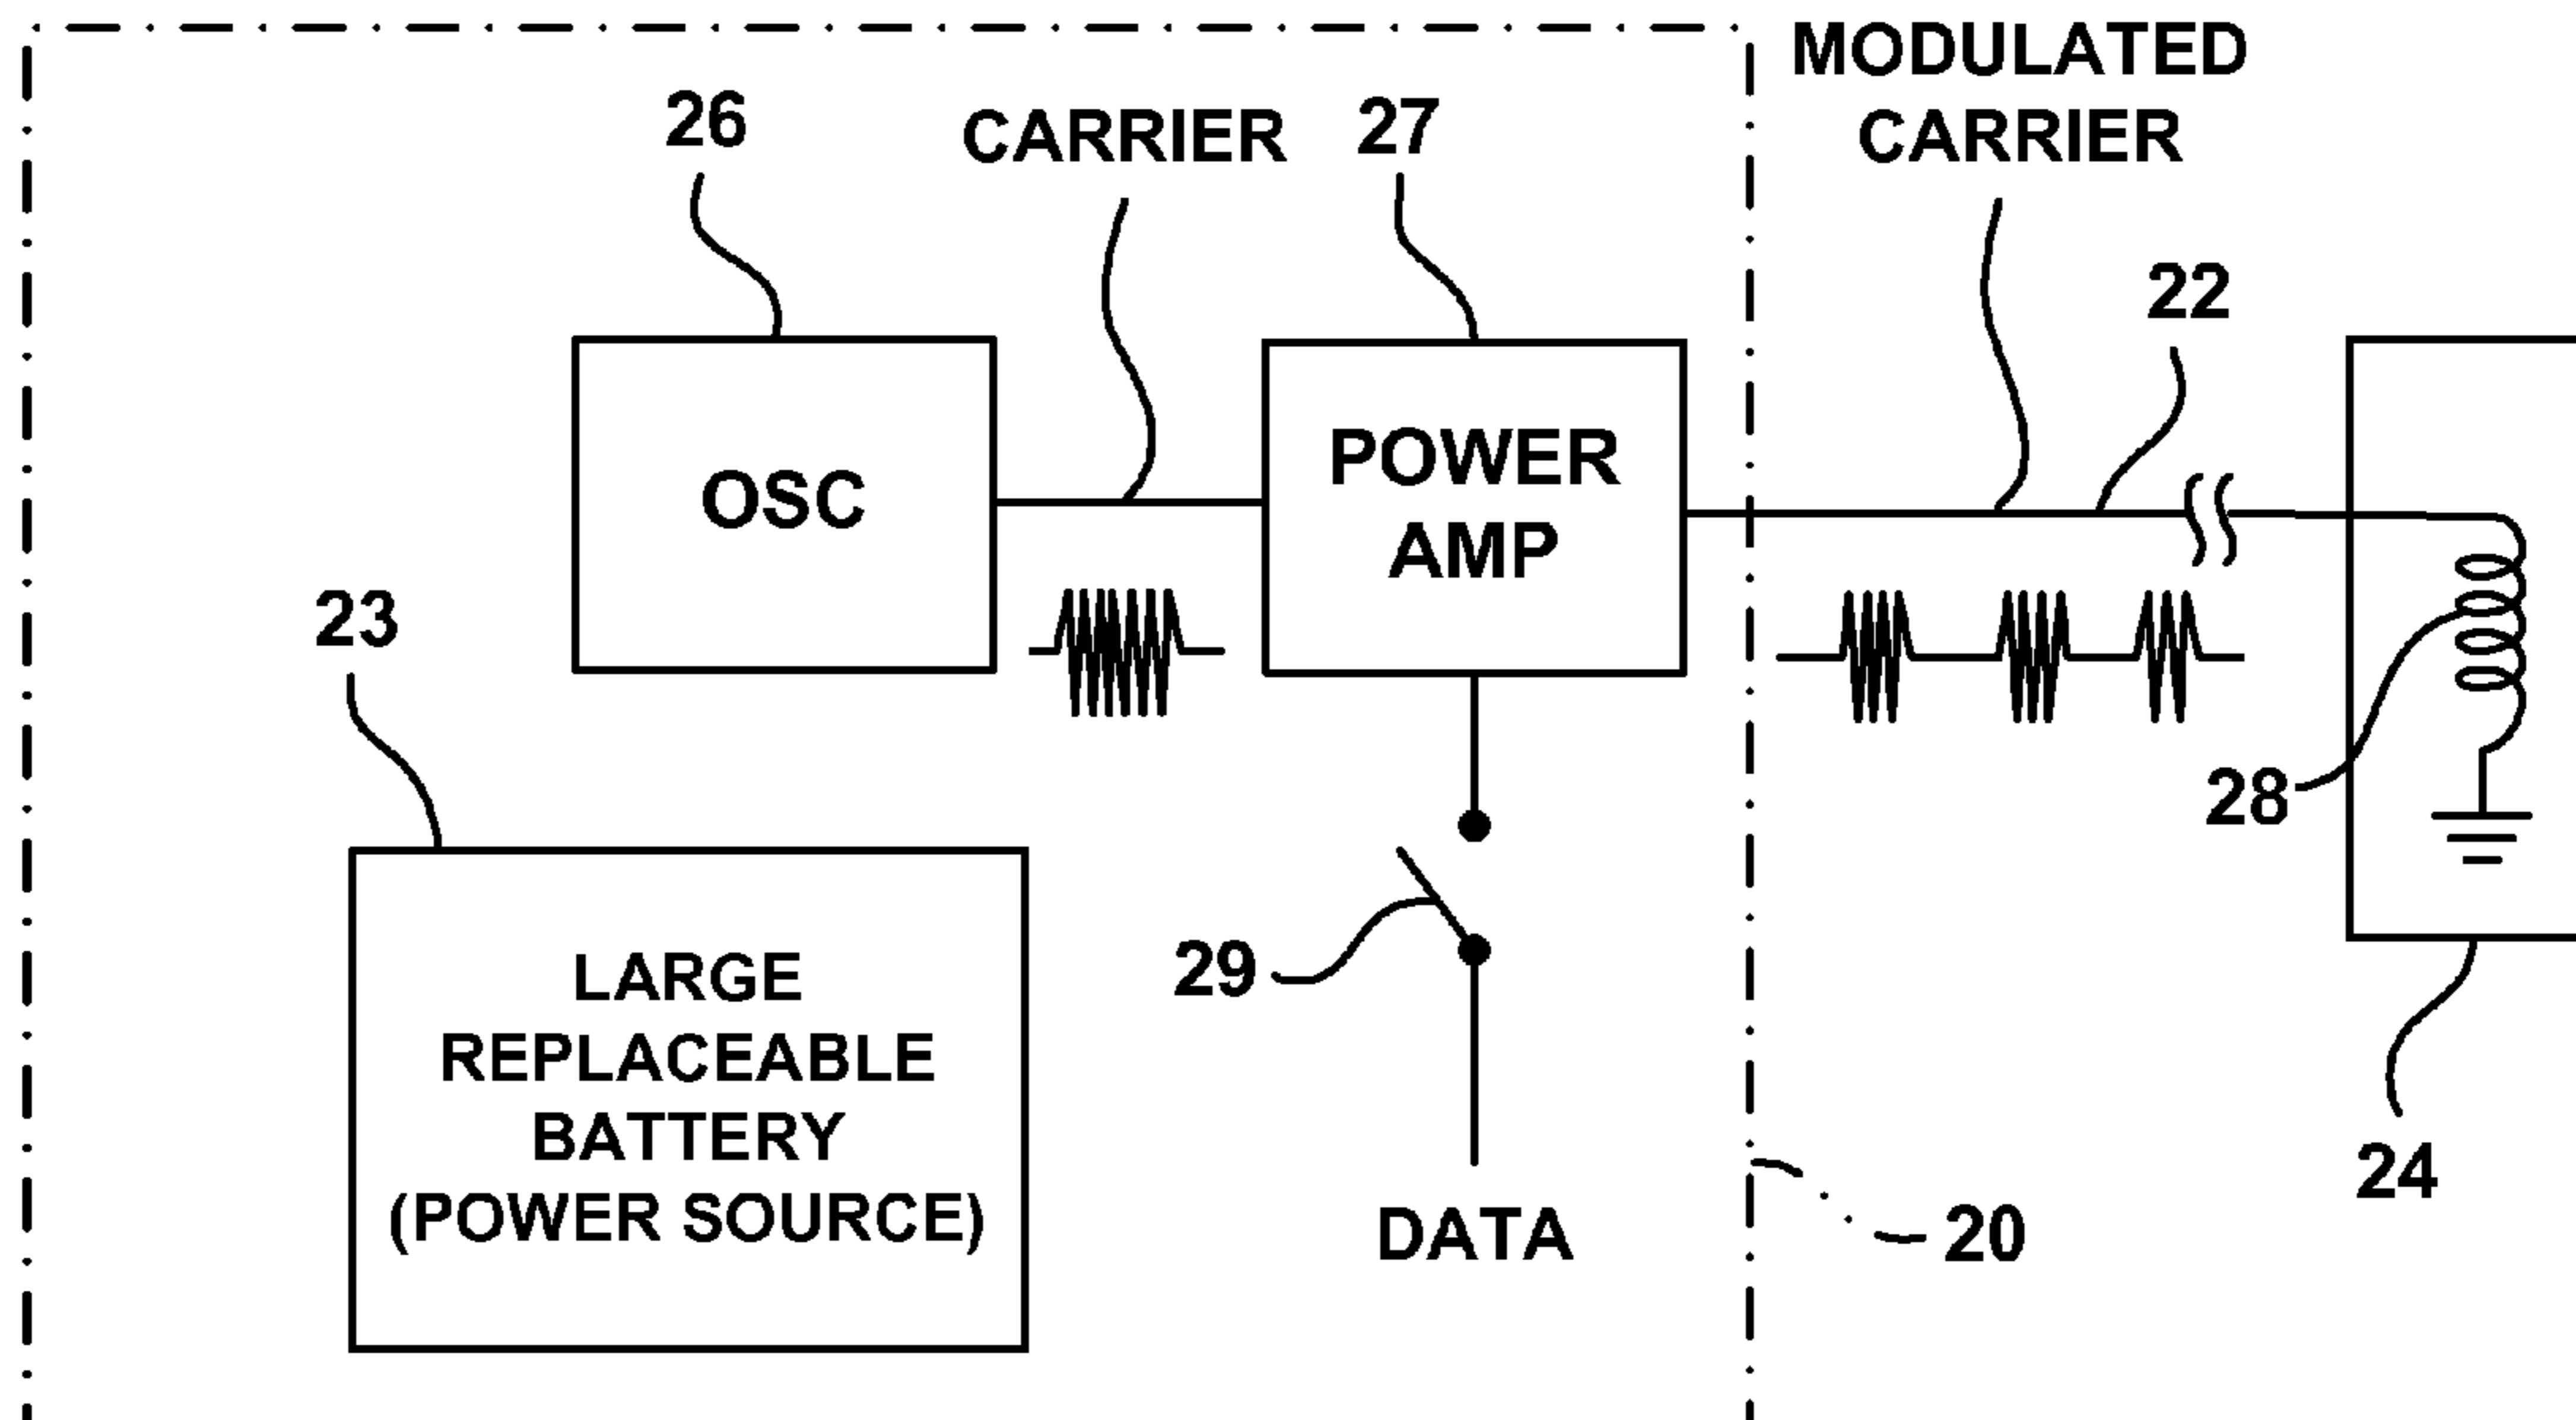 MODULATED
CARRIER
26
CARRIER
27
22
OSC
POWER
AMP
23
28
29
LARGE
REPLACEABLE
BATTERY
(POWER SOURCE)
DATA
20
24